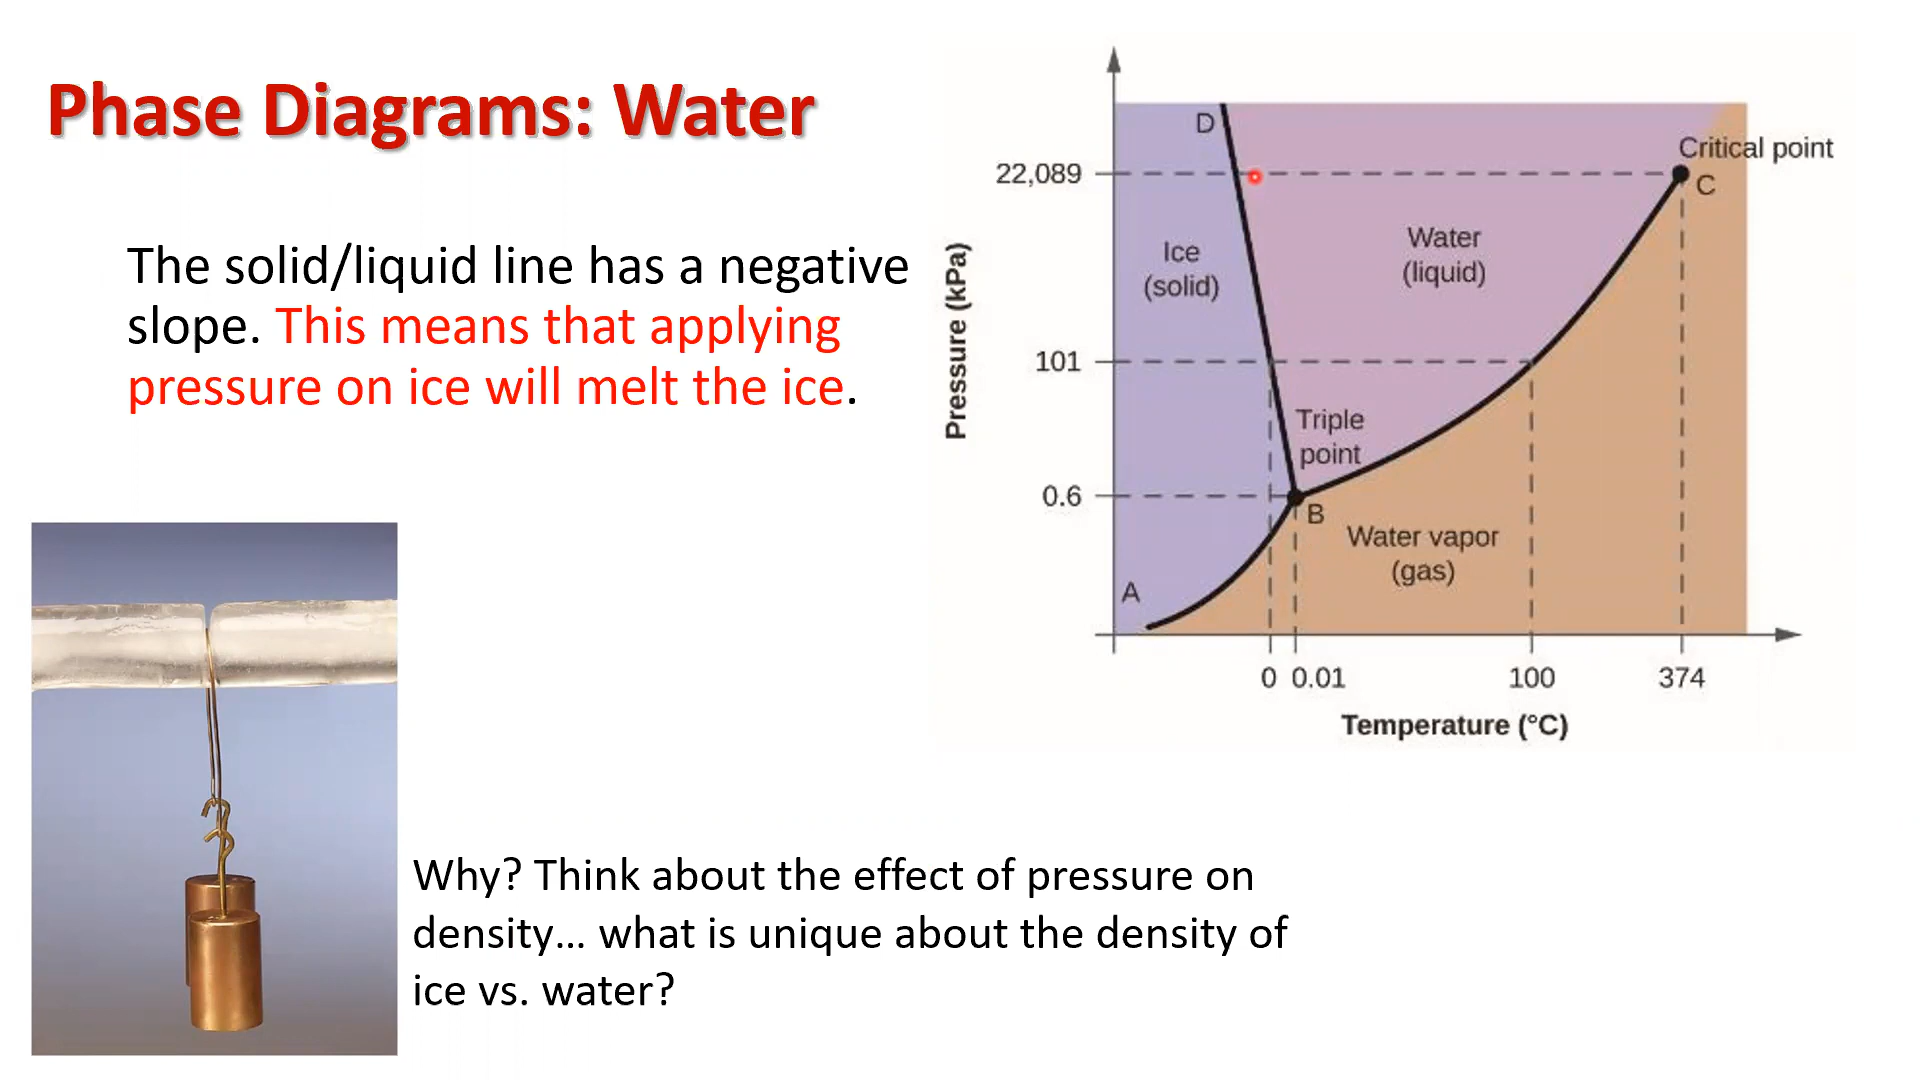 Phase Diagrams: Water
The solid/liquid line has a negative
slope. This means that applying
pressure on ice will melt the ice.
Pressure (kPa)
22,089
101
0.6
D
Critical point
C
Ice
(solid)
Water
(liquid)
Triple
point
B
Water vapor
(gas)
A
0 0.01 100 374
Temperature (°C)
Why? Think about the effect of pressure on
density... what is unique about the density of
ice vs. water?